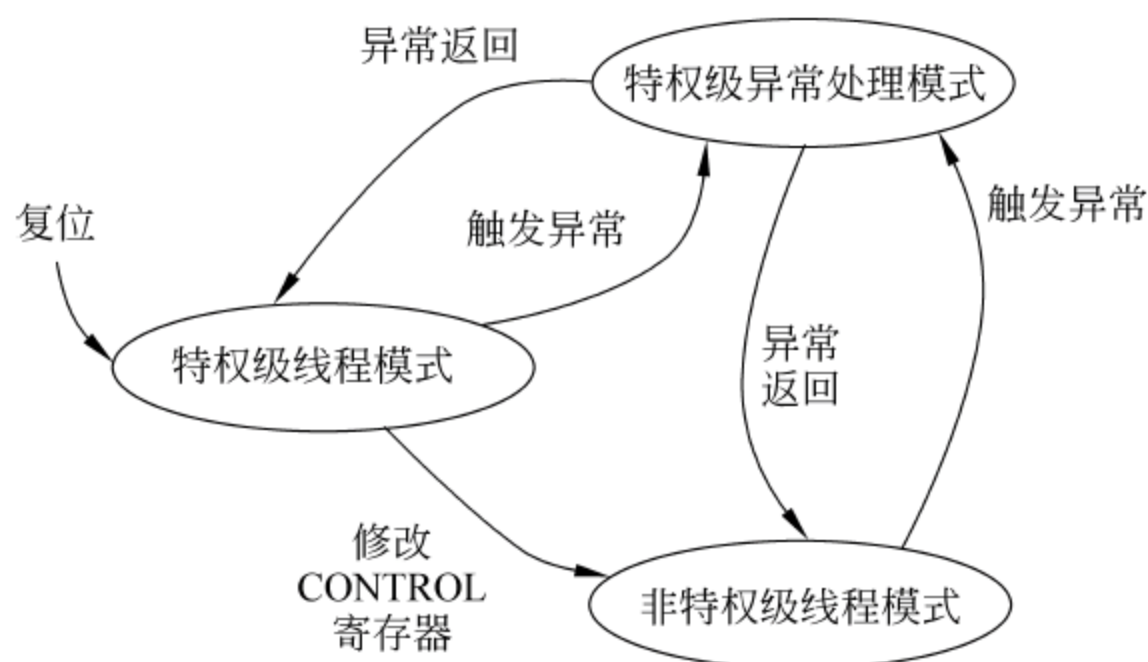 异常返回
特权级异常处理模式
复位
触发异常
触发异常
特权级线程模式
异常
返回
修改
CONTROL
寄存器
非特权级线程模式